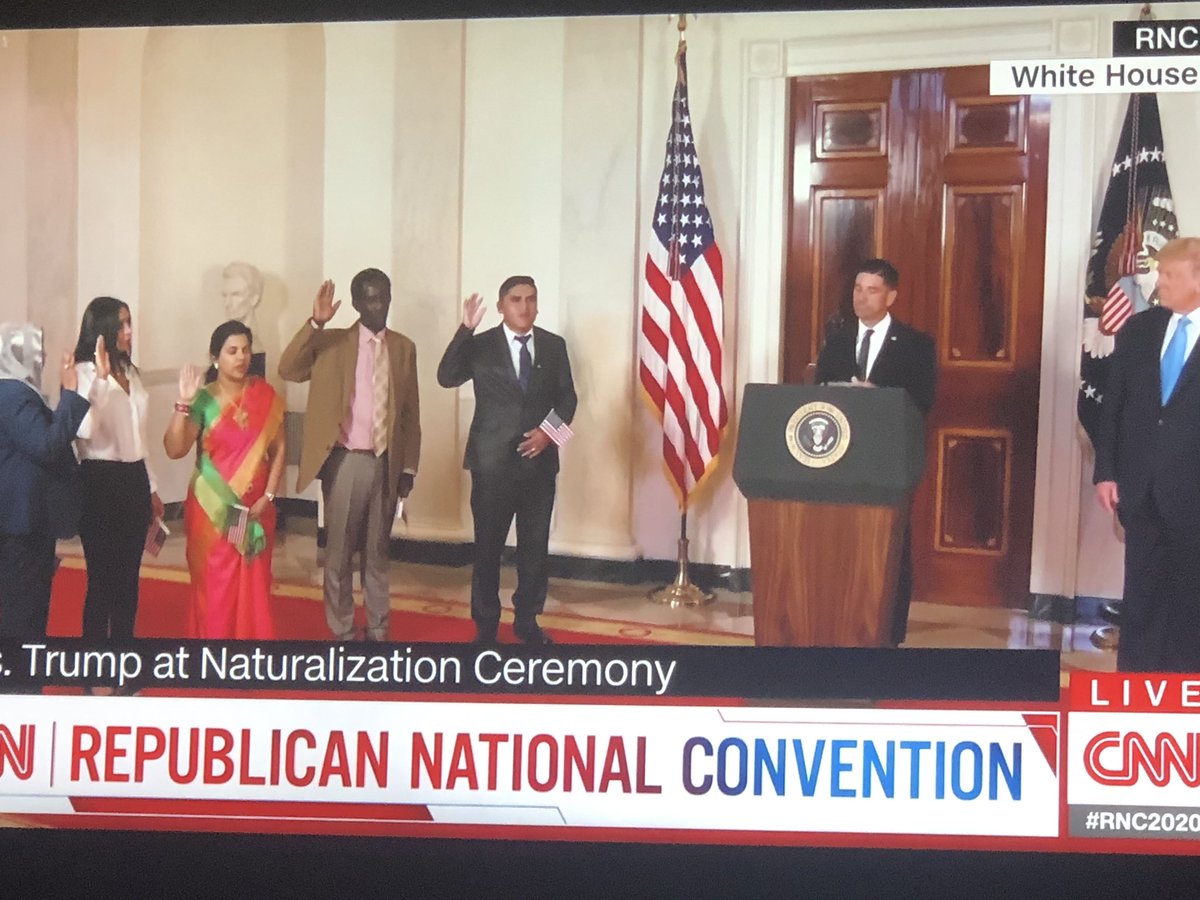 RNC
White House
. Trump at Naturalization Ceremony
LIVE
REPUBLICAN NATIONAL CONVENTION
CNN
#RNC2020